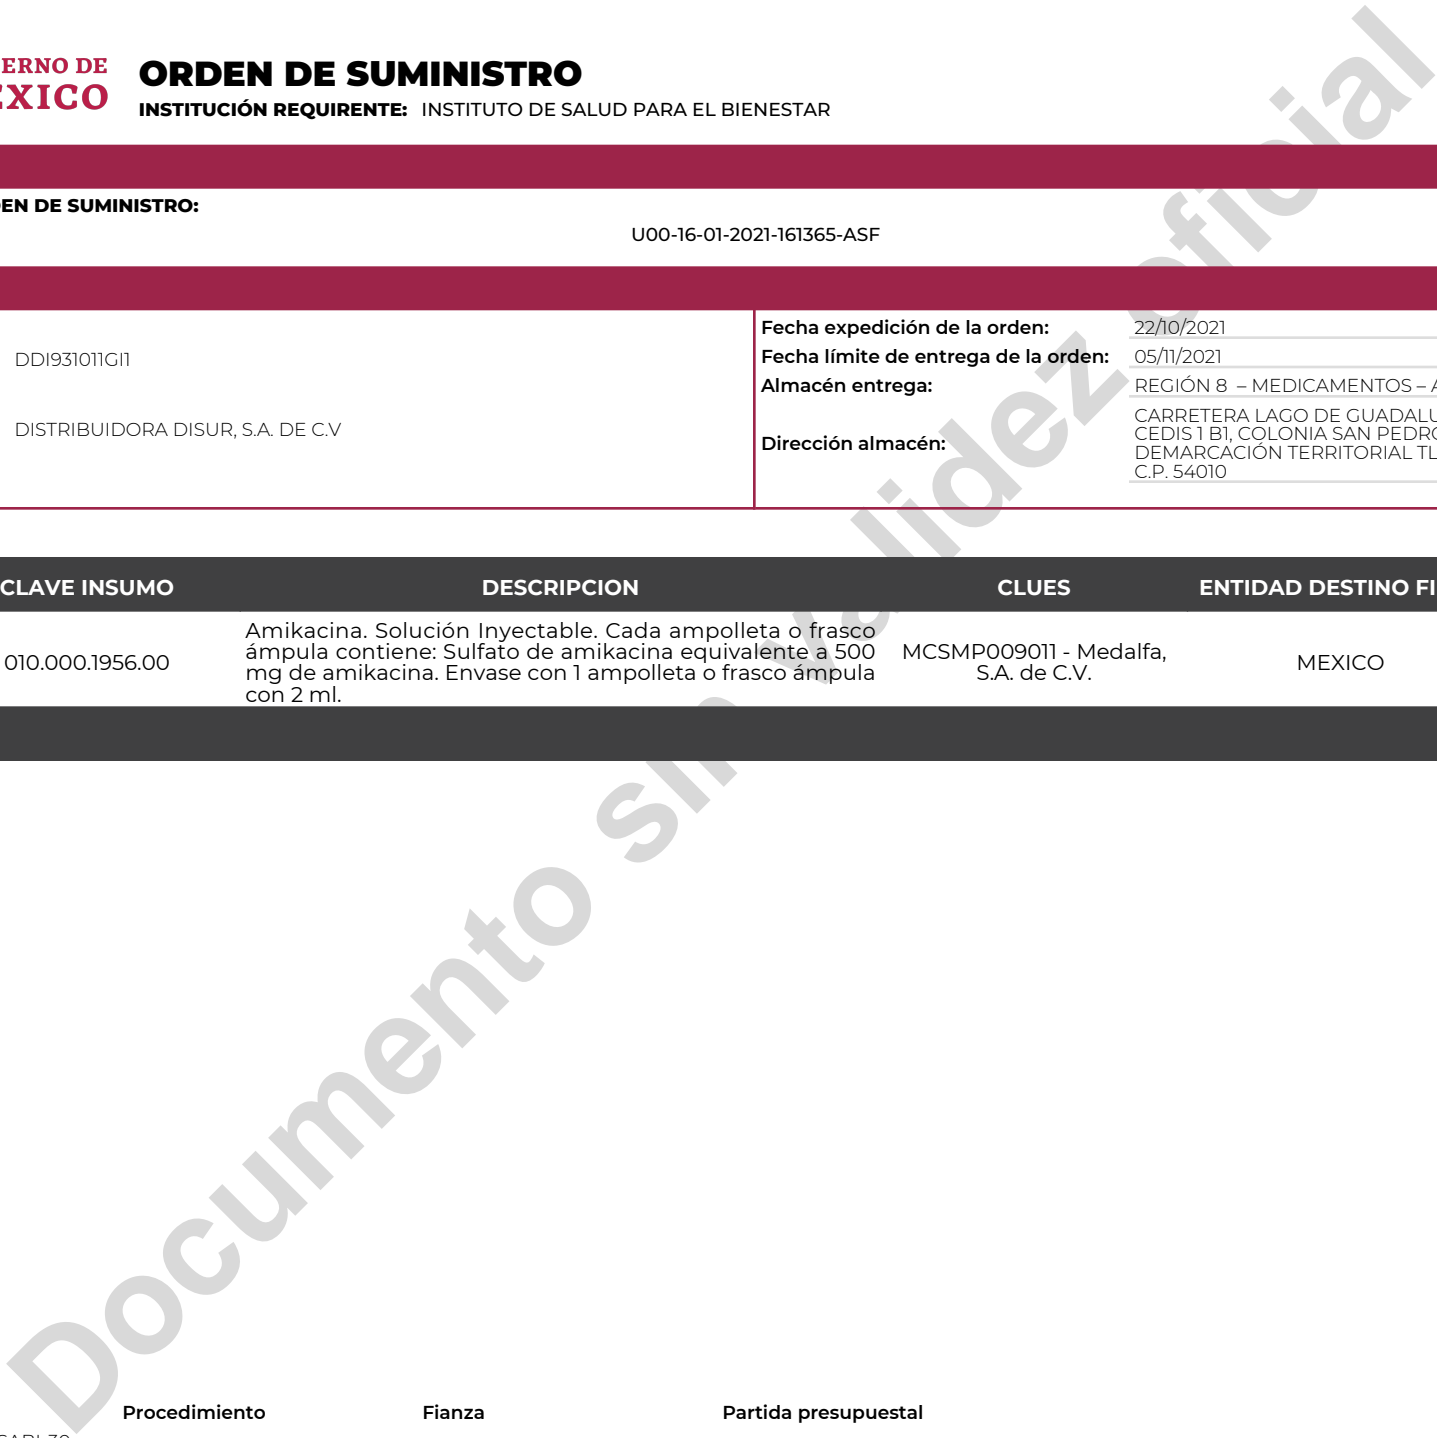 ERNO DE
EXICO
ORDEN DE SUMINISTRO
INSTITUCIÓN REQUIRENTE: INSTITUTO DE SALUD PARA EL BIENESTAR
EN DE SUMINISTRO:
U00-16-01-2021-161365-ASF
DDI931011GI1
DISTRIBUIDORA DISUR, S.A. DE C.V
Fecha expedición de la orden: 22/10/2021
Fecha límite de entrega de la orden: 05/11/2021
Almacén entrega: REGIÓN 8 – MEDICAMENTOS – A
Dirección almacén:
CARRETERA LAGO DE GUADALU
CEDIS 1 B1, COLONIA SAN PEDRO
DEMARCACIÓN TERRITORIAL TL
C.P. 54010
CLAVE INSUMO DESCRIPCION CLUES ENTIDAD DESTINO FI
010.000.1956.00
Amikacina. Solución Inyectable. Cada ampolleta o frasco
ámpula contiene: Sulfato de amikacina equivalente a 500
mg de amikacina. Envase con 1 ampolleta o frasco ámpula
con 2 ml.
MCSMP009011 - Medalfa,
S.A. de C.V.
MEXICO
Documento sin validez oficial
Procedimiento Fianza Partida presupuestal